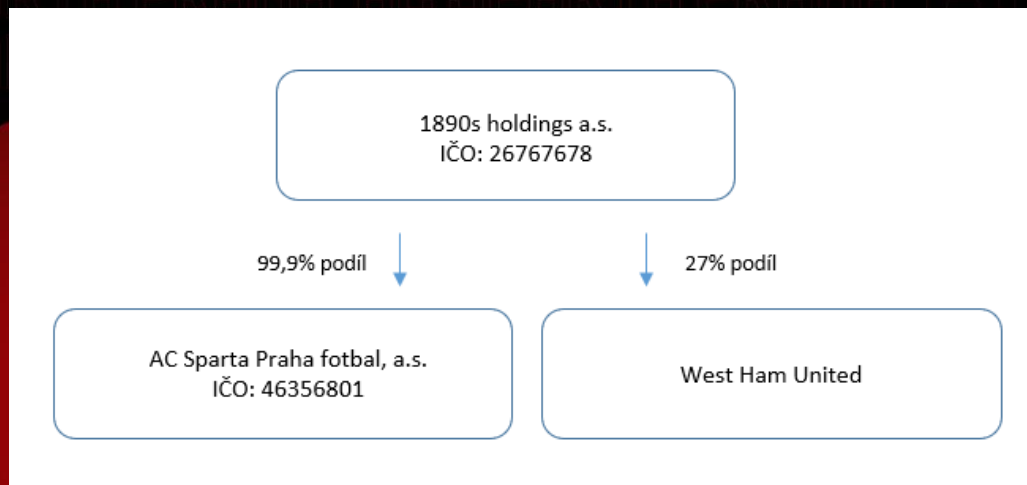 1890s holdings a.s.
IČO: 26767678
99,9% podíl
27% podíl
AC Sparta Praha fotbal, a.s.
IČO: 46356801
West Ham United